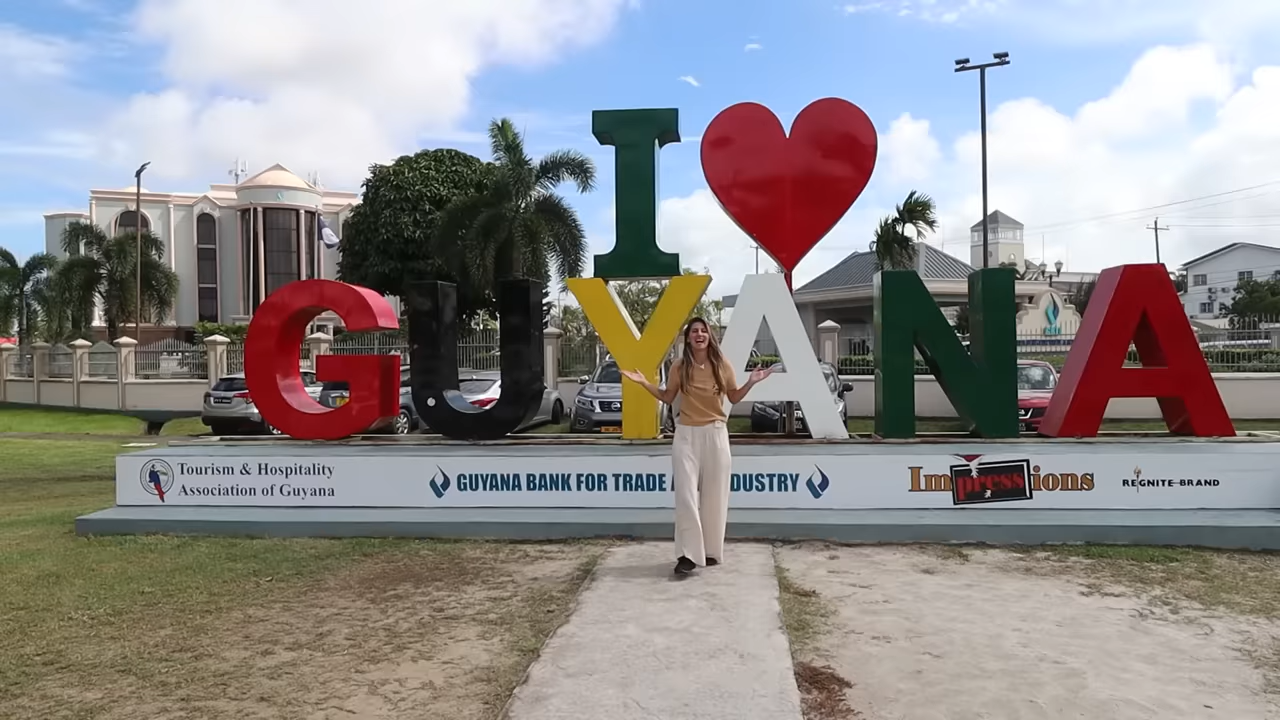 I
GUYANA
Tourism & Hospitality
Association of Guyana
GUYANA BANK FOR TRADE A DUSTRY
Impressions
REGNITE BRAND